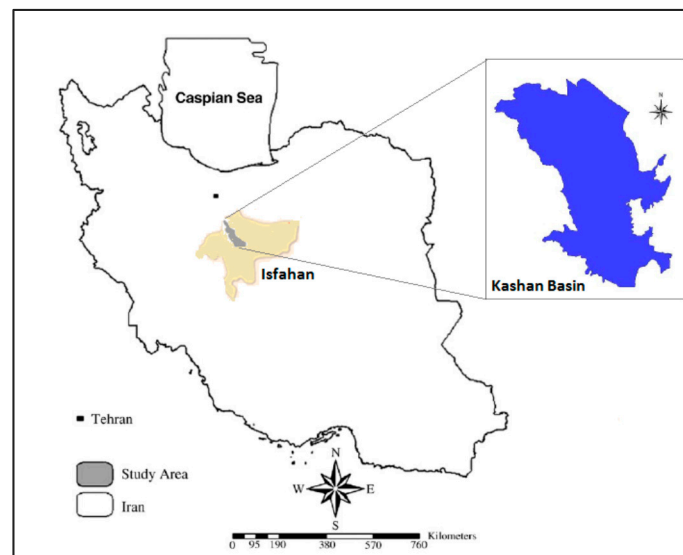 Caspian Sea
N
Isfahan
Kashan Basin
Tehran
Study Area
Iran
N
W E
S
Kilometers
0 95 190 380 570 760